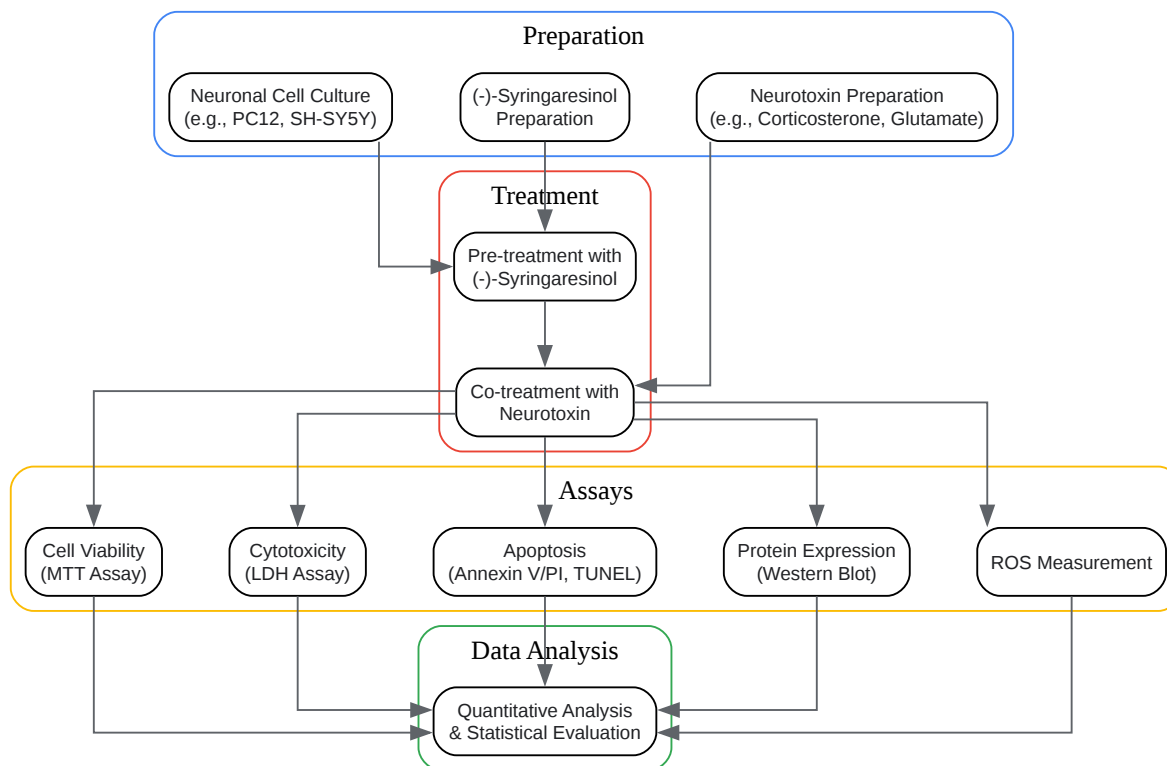 Preparation
Neuronal Cell Culture
(e.g., PC12, SH-SY5Y)
(-)-Syringaresinol
Preparation
Neurotoxin Preparation
(e.g., Corticosterone, Glutamate)
Treatment
Pre-treatment with
(-)-Syringaresinol
Co-treatment with
Neurotoxin
Assays
Cell Viability
(MTT Assay)
Cytotoxicity
(LDH Assay)
Apoptosis
(Annexin V/PI, TUNEL)
Protein Expression
(Western Blot)
ROS Measurement
Data Analysis
Quantitative Analysis
& Statistical Evaluation